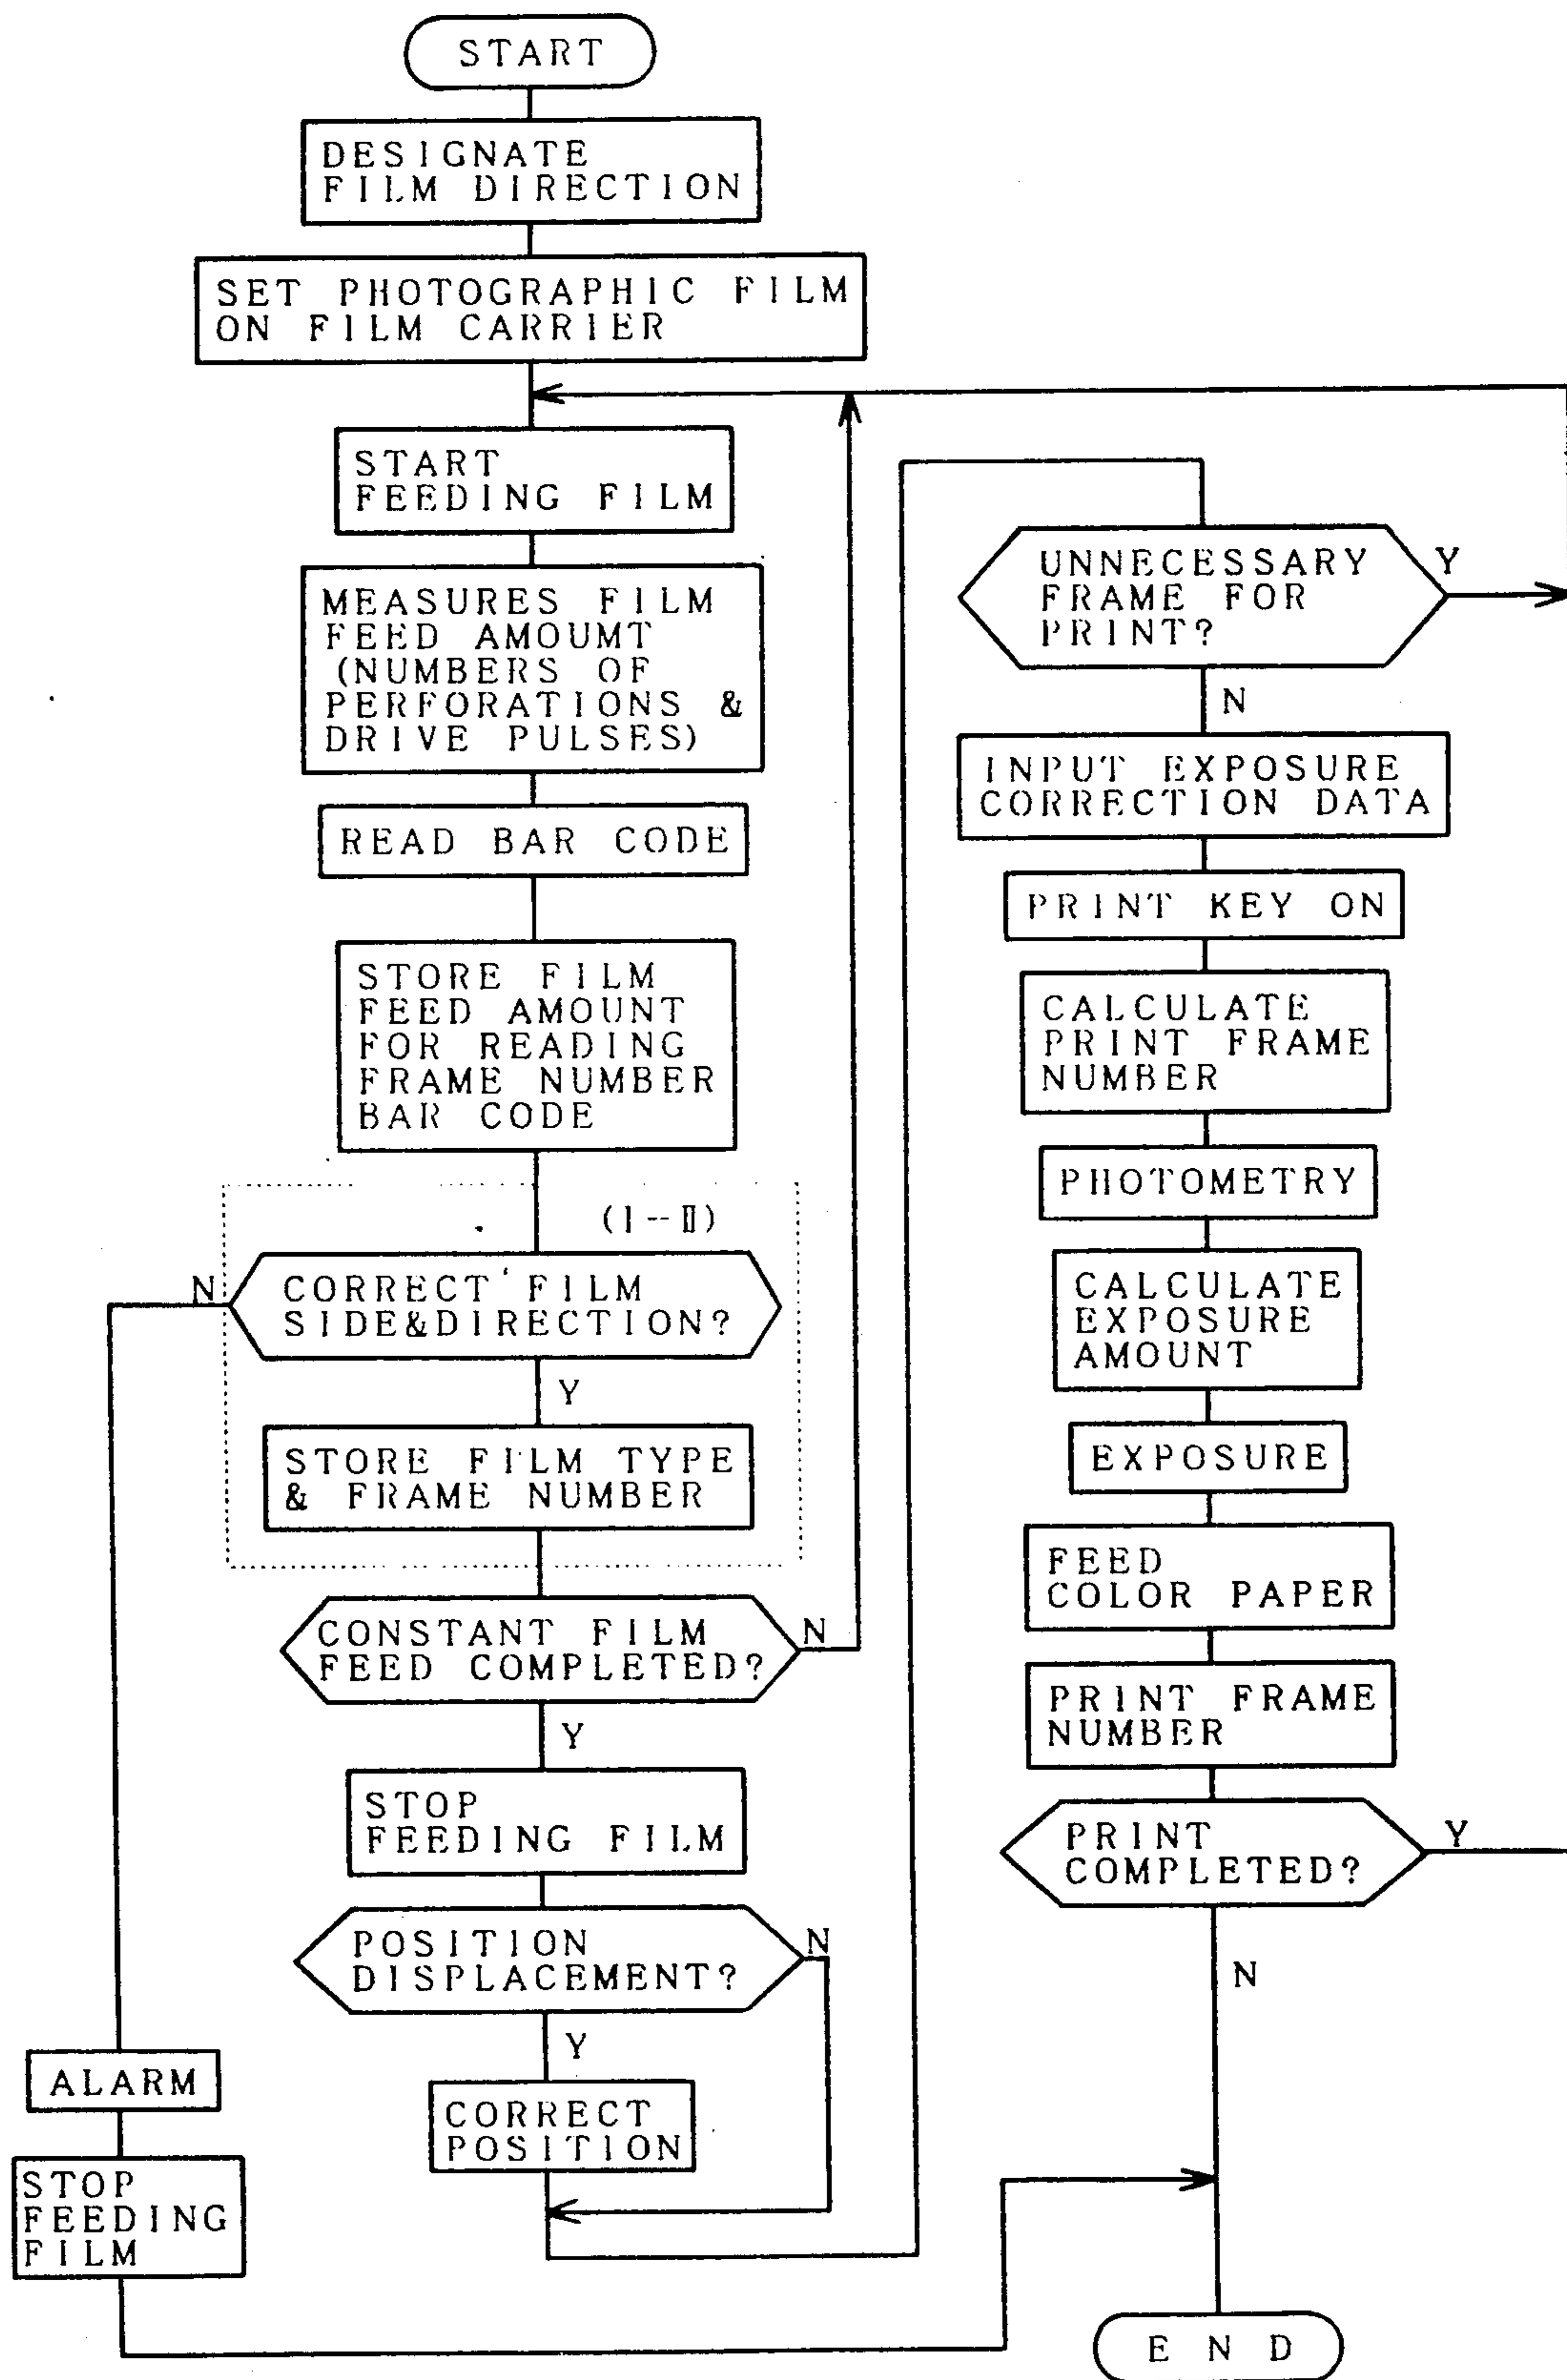 START
DESIGNATE
FILM DIRECTION
SET PHOTOGRAPHIC FILM
ON FILM CARRIER
START
FEEDING FILM
MEASURES FILM
FEED AMOUMT
(NUMBERS OF
PERFORATIONS &
DRIVE PULSES)
READ BAR CODE
STORE FILM
FEED AMOUNT
FOR READING
FRAME NUMBER
BAR CODE
(I-II)
N
CORRECT FILM
SIDE&DIRECTION?
Y
STORE FILM TYPE
& FRAME NUMBER
CONSTANT FILM
FEED COMPLETED?
N
Y
STOP
FEEDING FILM
POSITION
DISPLACEMENT?
N
Y
CORRECT
POSITION
ALARM
STOP
FEEDING
FILM
UNNECESSARY
FRAME FOR
PRINT?
Y
N
INPUT EXPOSURE
CORRECTION DATA
PRINT KEY ON
CALCULATE
PRINT FRAME
NUMBER
PHOTOMETRY
CALCULATE
EXPOSURE
AMOUNT
EXPOSURE
FEED
COLOR PAPER
PRINT FRAME
NUMBER
PRINT
COMPLETED?
Y
N
END